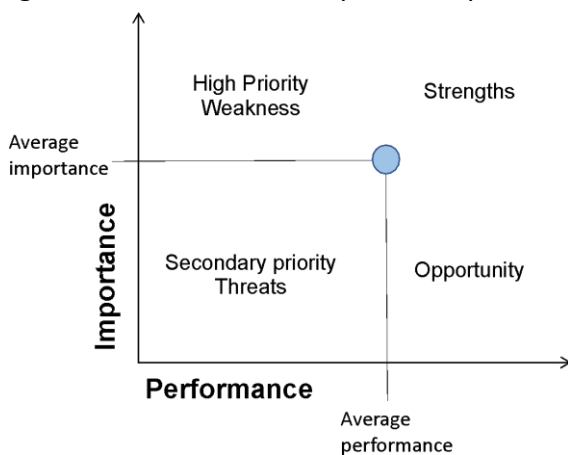 High Priority
Weakness
Strengths
Average
importance
Importance
Secondary priority
Threats
Opportunity
Performance
Average
performance